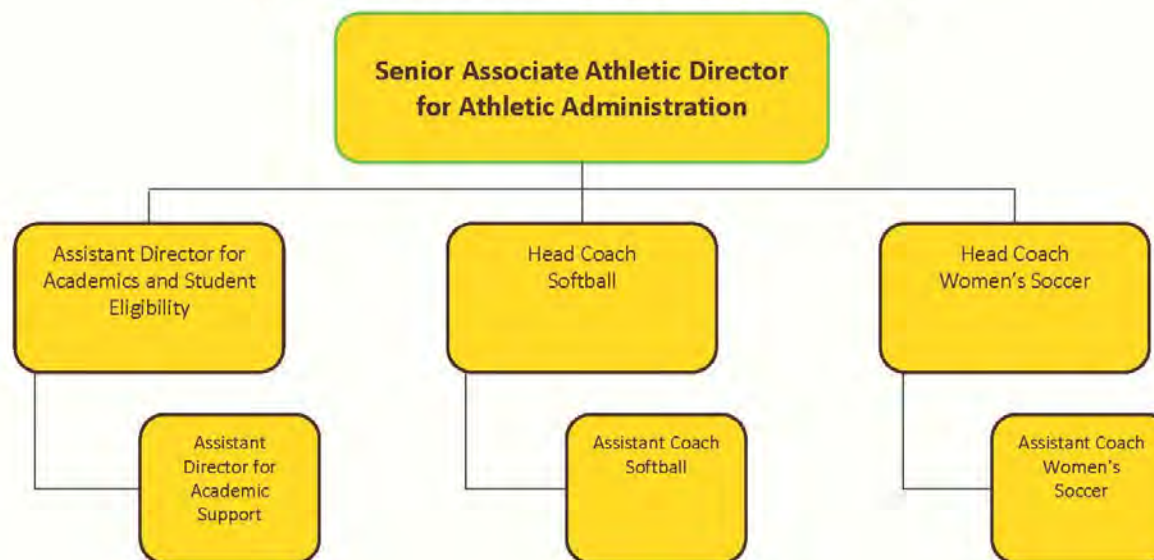 Senior Associate Athletic Director
for Athletic Administration
Assistant Director for
Academics and Student
Eligibility
Head Coach
Softball
Head Coach
Women's Soccer
Assistant
Director for
Academic
Support
Assistant Coach
Softball
Assistant Coach
Women's
Soccer